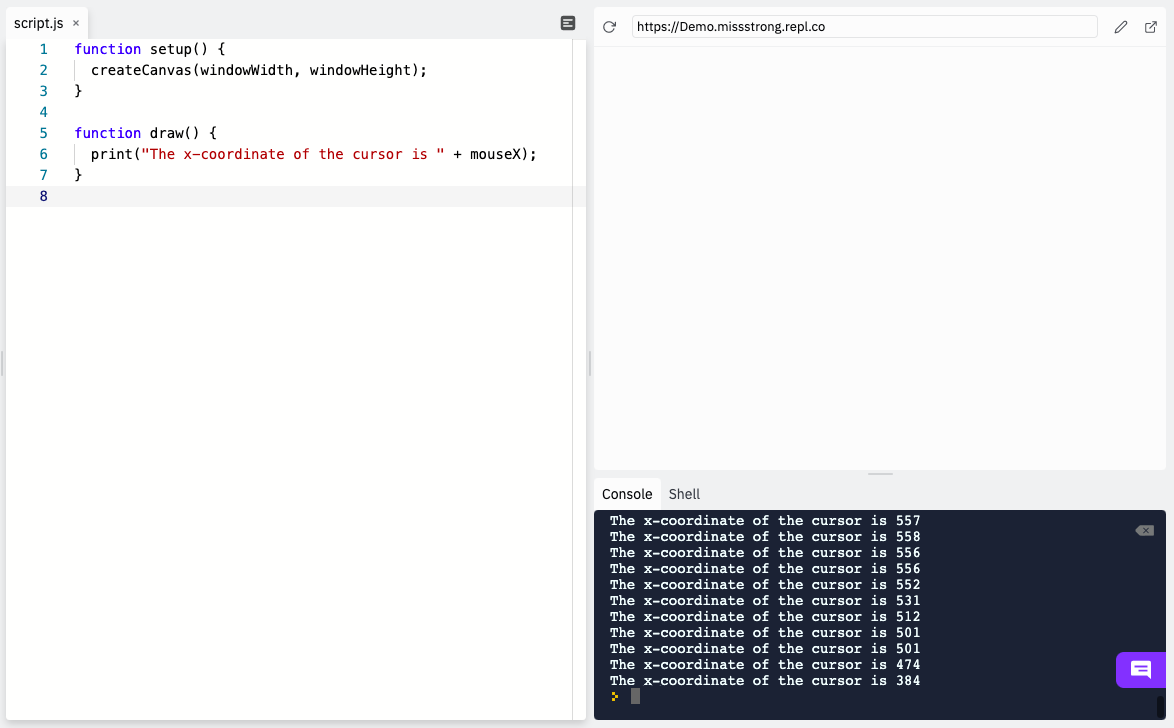 script.js ×
1 function setup() {
2 createCanvas(windowWidth, windowHeight);
3 }
4
5 function draw() {
6 print("The x-coordinate of the cursor is " + mouseX);
7 }
8
https://Demo.missstrong.repl.co
Console Shell
The x-coordinate of the cursor is 557
The x-coordinate of the cursor is 558
The x-coordinate of the cursor is 556
The x-coordinate of the cursor is 556
The x-coordinate of the cursor is 552
The x-coordinate of the cursor is 531
The x-coordinate of the cursor is 512
The x-coordinate of the cursor is 501
The x-coordinate of the cursor is 501
The x-coordinate of the cursor is 474
The x-coordinate of the cursor is 384